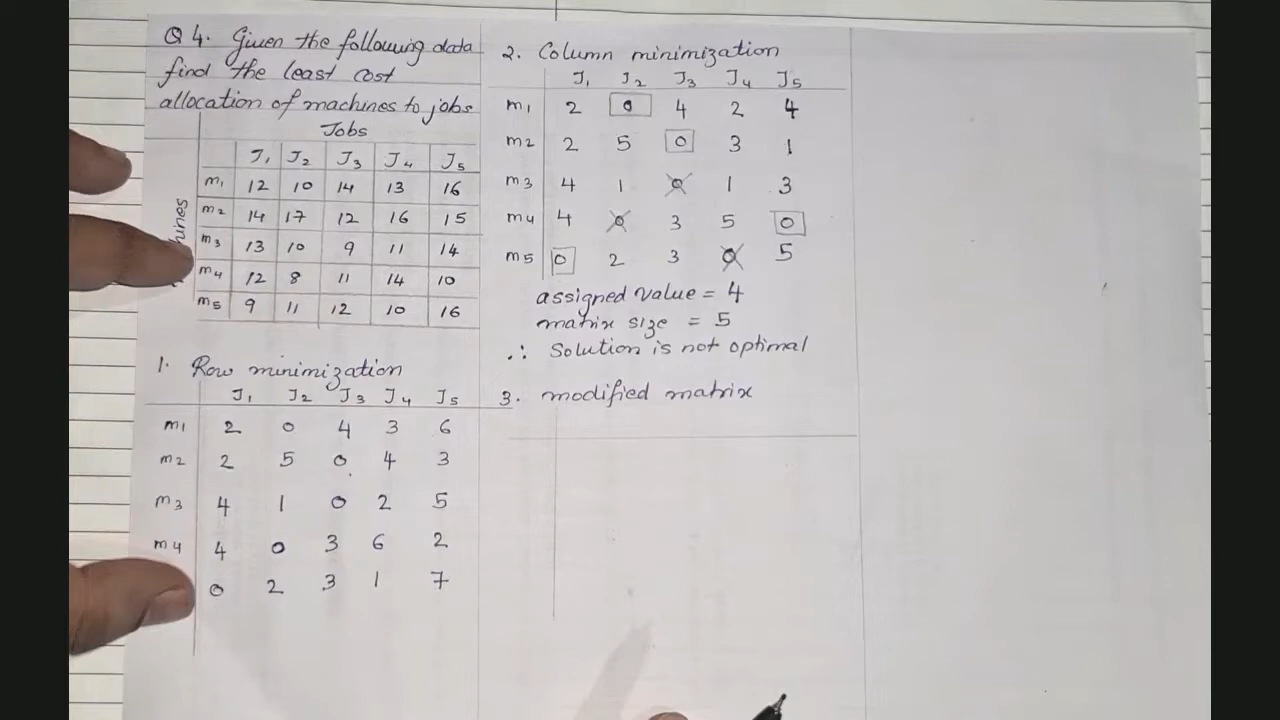 Q 4. Given the following data
find the least cost
allocation of machines to jobs
Jobs
J1 J2 J3 J4 J5
m1 12 10 14 13 16
m2 14 17 12 16 15
m3 13 10 9 11 14
m4 12 8 11 14 10
m5 9 11 12 10 16
1. Row minimization
J1 J2 J3 J4 J5
m1 2 0 4 3 6
m2 2 5 0 4 3
m3 4 1 0 2 5
m4 4 0 3 6 2
0 2 3 1 7
2. Column minimization
J1 J2 J3 J4 J5
m1 2 0 4 2 4
m2 2 5 0 3 1
m3 4 1 0 1 3
m4 4 0 3 5 0
m5 0 2 3 0 5
assigned value = 4
matrix size = 5
∴ Solution is not optimal
3. modified matrix